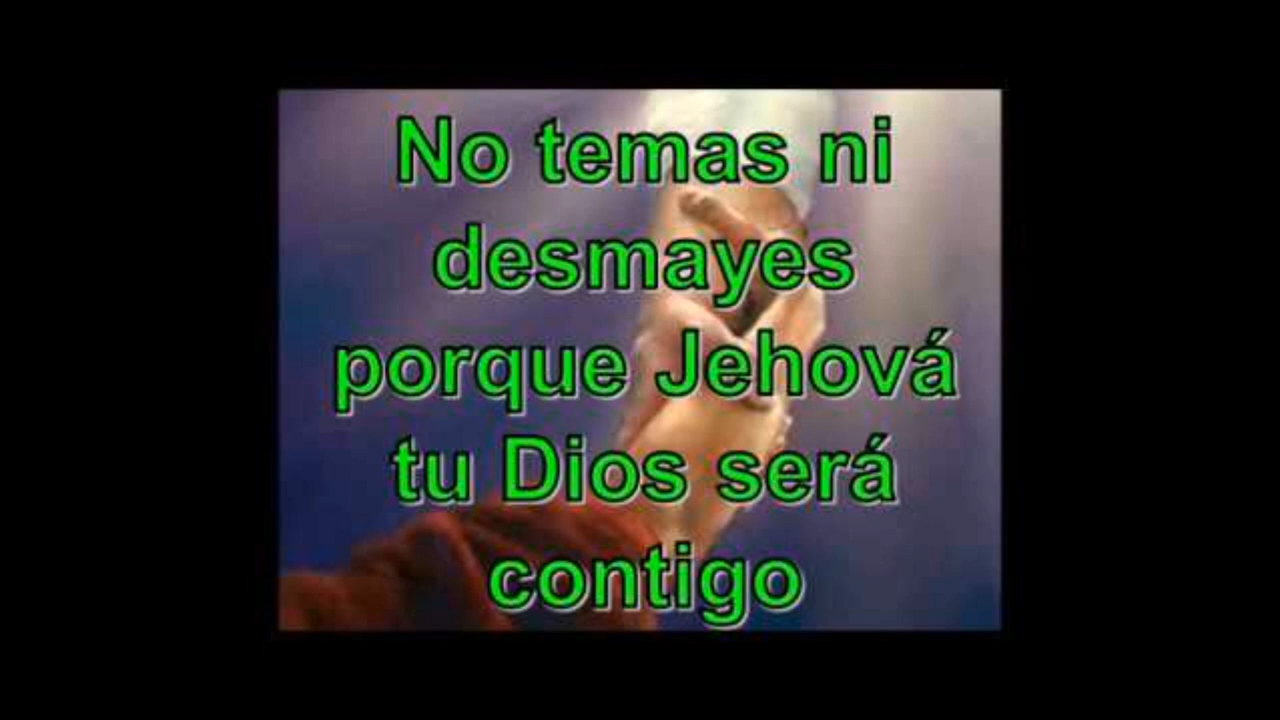 No temas ni
desmayes
porque Jehová
tu Dios será
contigo